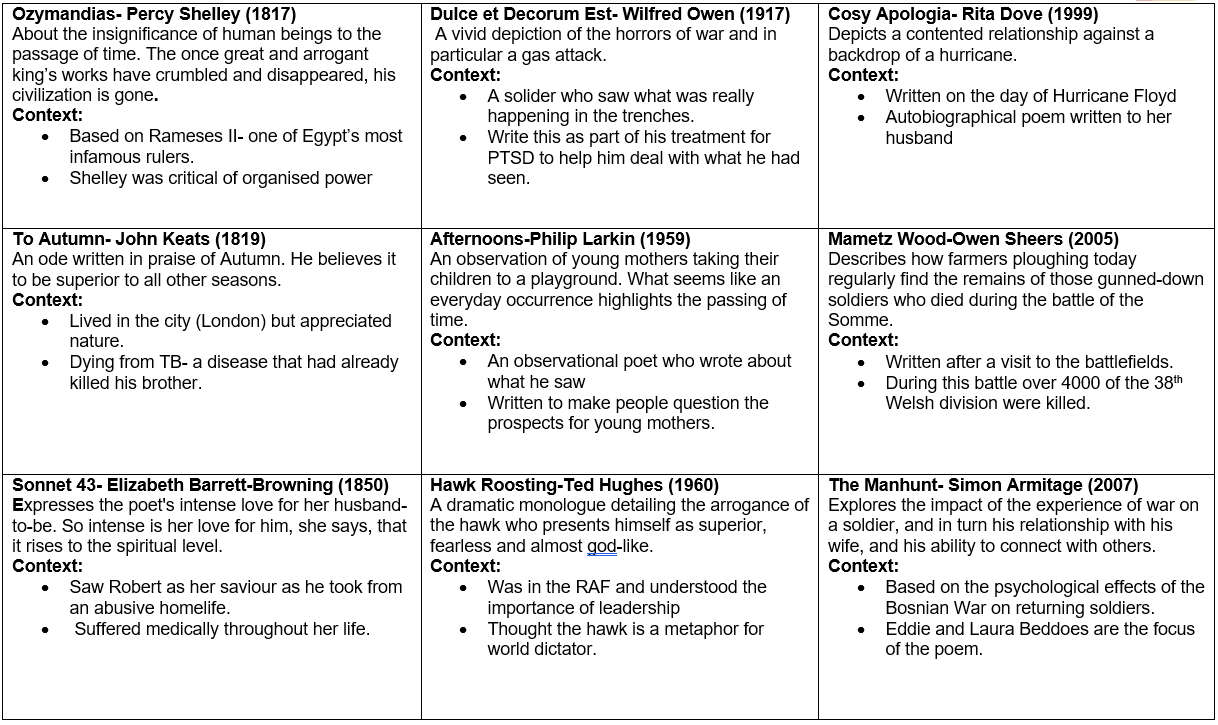 Ozymandias- Percy Shelley (1817)
About the insignificance of human beings to the
passage of time. The once great and arrogant
king's works have crumbled and disappeared, his
civilization is gone.
Context:
• Based on Rameses II- one of Egypt's most
infamous rulers.
• Shelley was critical of organised power
Dulce et Decorum Est- Wilfred Owen (1917)
A vivid depiction of the horrors of war and in
particular a gas attack.
Context:
• A solider who saw what was really
happening in the trenches.
• Write this as part of his treatment for
PTSD to help him deal with what he had
seen.
Cosy Apologia- Rita Dove (1999)
Depicts a contented relationship against a
backdrop of a hurricane.
Context:
• Written on the day of Hurricane Floyd
• Autobiographical poem written to her
husband
To Autumn- John Keats (1819)
An ode written in praise of Autumn. He believes it
to be superior to all other seasons.
Context:
• Lived in the city (London) but appreciated
nature.
• Dying from TB- a disease that had already
killed his brother.
Afternoons-Philip Larkin (1959)
An observation of young mothers taking their
children to a playground. What seems like an
everyday occurrence highlights the passing of
time.
Context:
• An observational poet who wrote about
what he saw
• Written to make people question the
prospects for young mothers.
Mametz Wood-Owen Sheers (2005)
Describes how farmers ploughing today
regularly find the remains of those gunned-down
soldiers who died during the battle of the
Somme.
Context:
• Written after a visit to the battlefields.
• During this battle over 4000 of the 38th
Welsh division were killed.
Sonnet 43- Elizabeth Barrett-Browning (1850)
Expresses the poet's intense love for her husband-
to-be. So intense is her love for him, she says, that
it rises to the spiritual level.
Context:
• Saw Robert as her saviour as he took from
an abusive homelife.
• Suffered medically throughout her life.
Hawk Roosting-Ted Hughes (1960)
A dramatic monologue detailing the arrogance of
the hawk who presents himself as superior,
fearless and almost god-like.
Context:
• Was in the RAF and understood the
importance of leadership
• Thought the hawk is a metaphor for
world dictator.
The Manhunt- Simon Armitage (2007)
Explores the impact of the experience of war on
a soldier, and in turn his relationship with his
wife, and his ability to connect with others.
Context:
• Based on the psychological effects of the
Bosnian War on returning soldiers.
• Eddie and Laura Beddoes are the focus
of the poem.